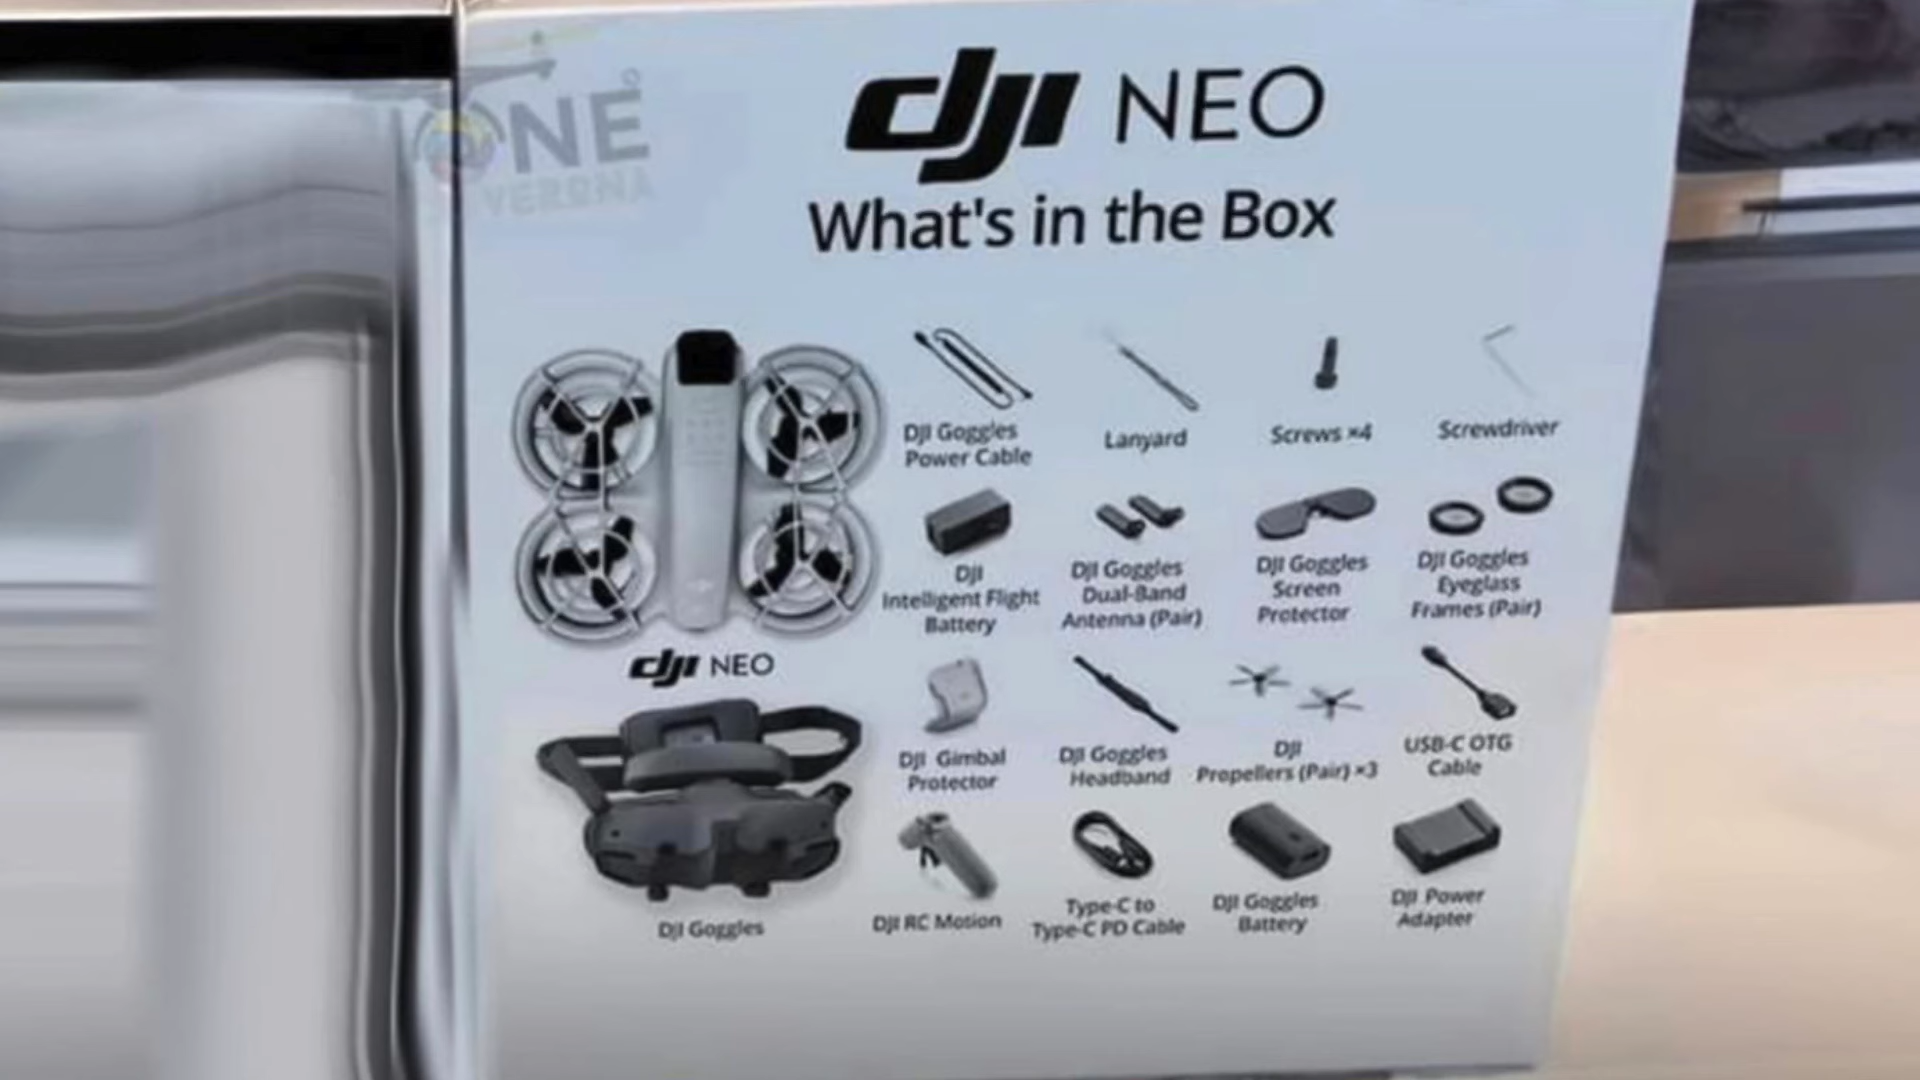 dji NEO
What's in the Box
NE
VERSNA
DJI Goggles
Power Cable
Lanyard
Screws ×4
Screwdriver
DJI
Intelligent Flight
Battery
DJI Goggles
Dual-Band
Antenna (Pair)
DJI Goggles
Screen
Protector
DJI Goggles
Eyeglass
Frames (Pair)
dji NEO
DJI Gimbal
Protector
DJI Goggles
Headband
DJI
Propellers (Pair) ×3
USB-C OTG
Cable
DJI Goggles
DJI RC Motion
Type-C to
Type-C PD Cable
DJI Goggles
Battery
DJI Power
Adapter